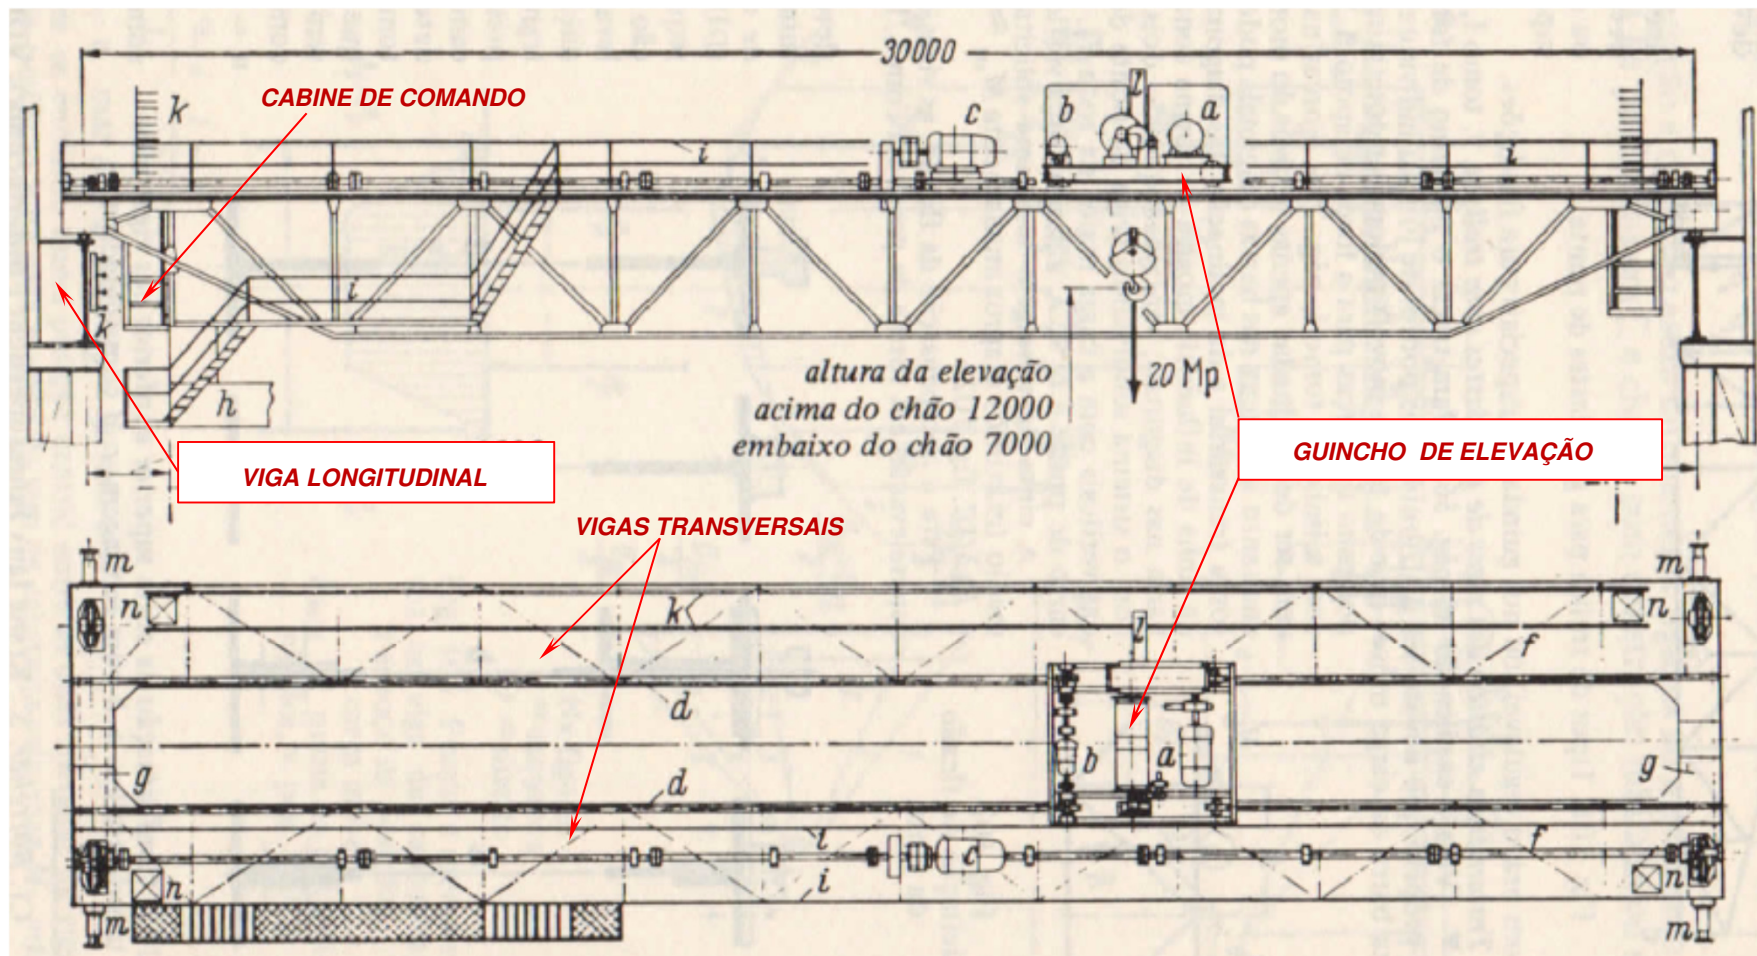 30000
CABINE DE COMANDO
k
b
l
a
c
i
i
i
k
h
altura da elevação
acima do chão 12000
embaixo do chão 7000
20 Mp
VIGA LONGITUDINAL
GUINCHO DE ELEVAÇÃO
VIGAS TRANSVERSAIS
m
m
n
k
l
n
f
d
g
b
a
g
d
i
c
f
n
i
n
m
m